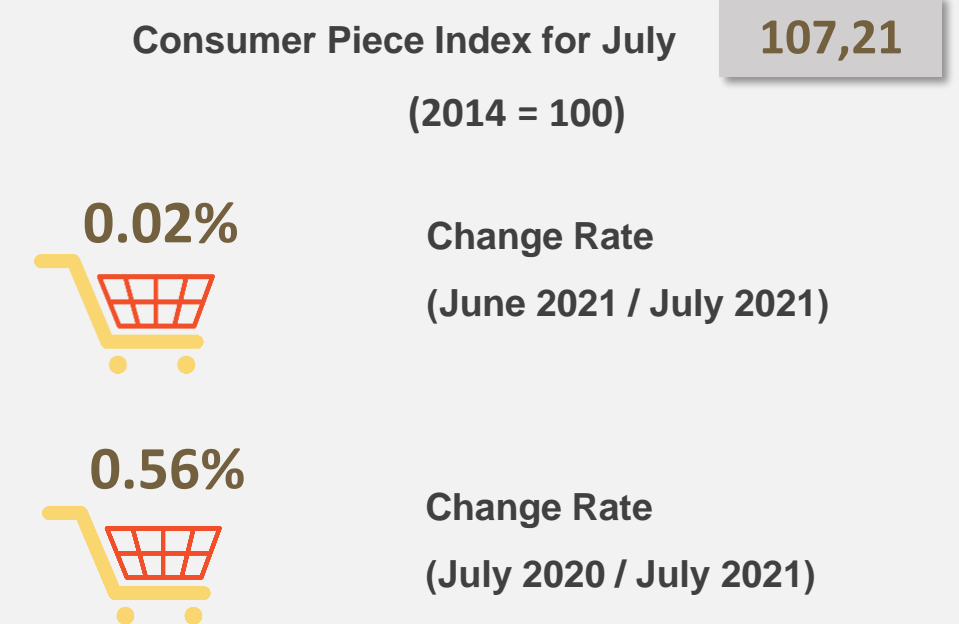 Consumer Piece Index for July 107,21
(2014 = 100)
0.02%
Change Rate
(June 2021 / July 2021)
0.56%
Change Rate
(July 2020 / July 2021)